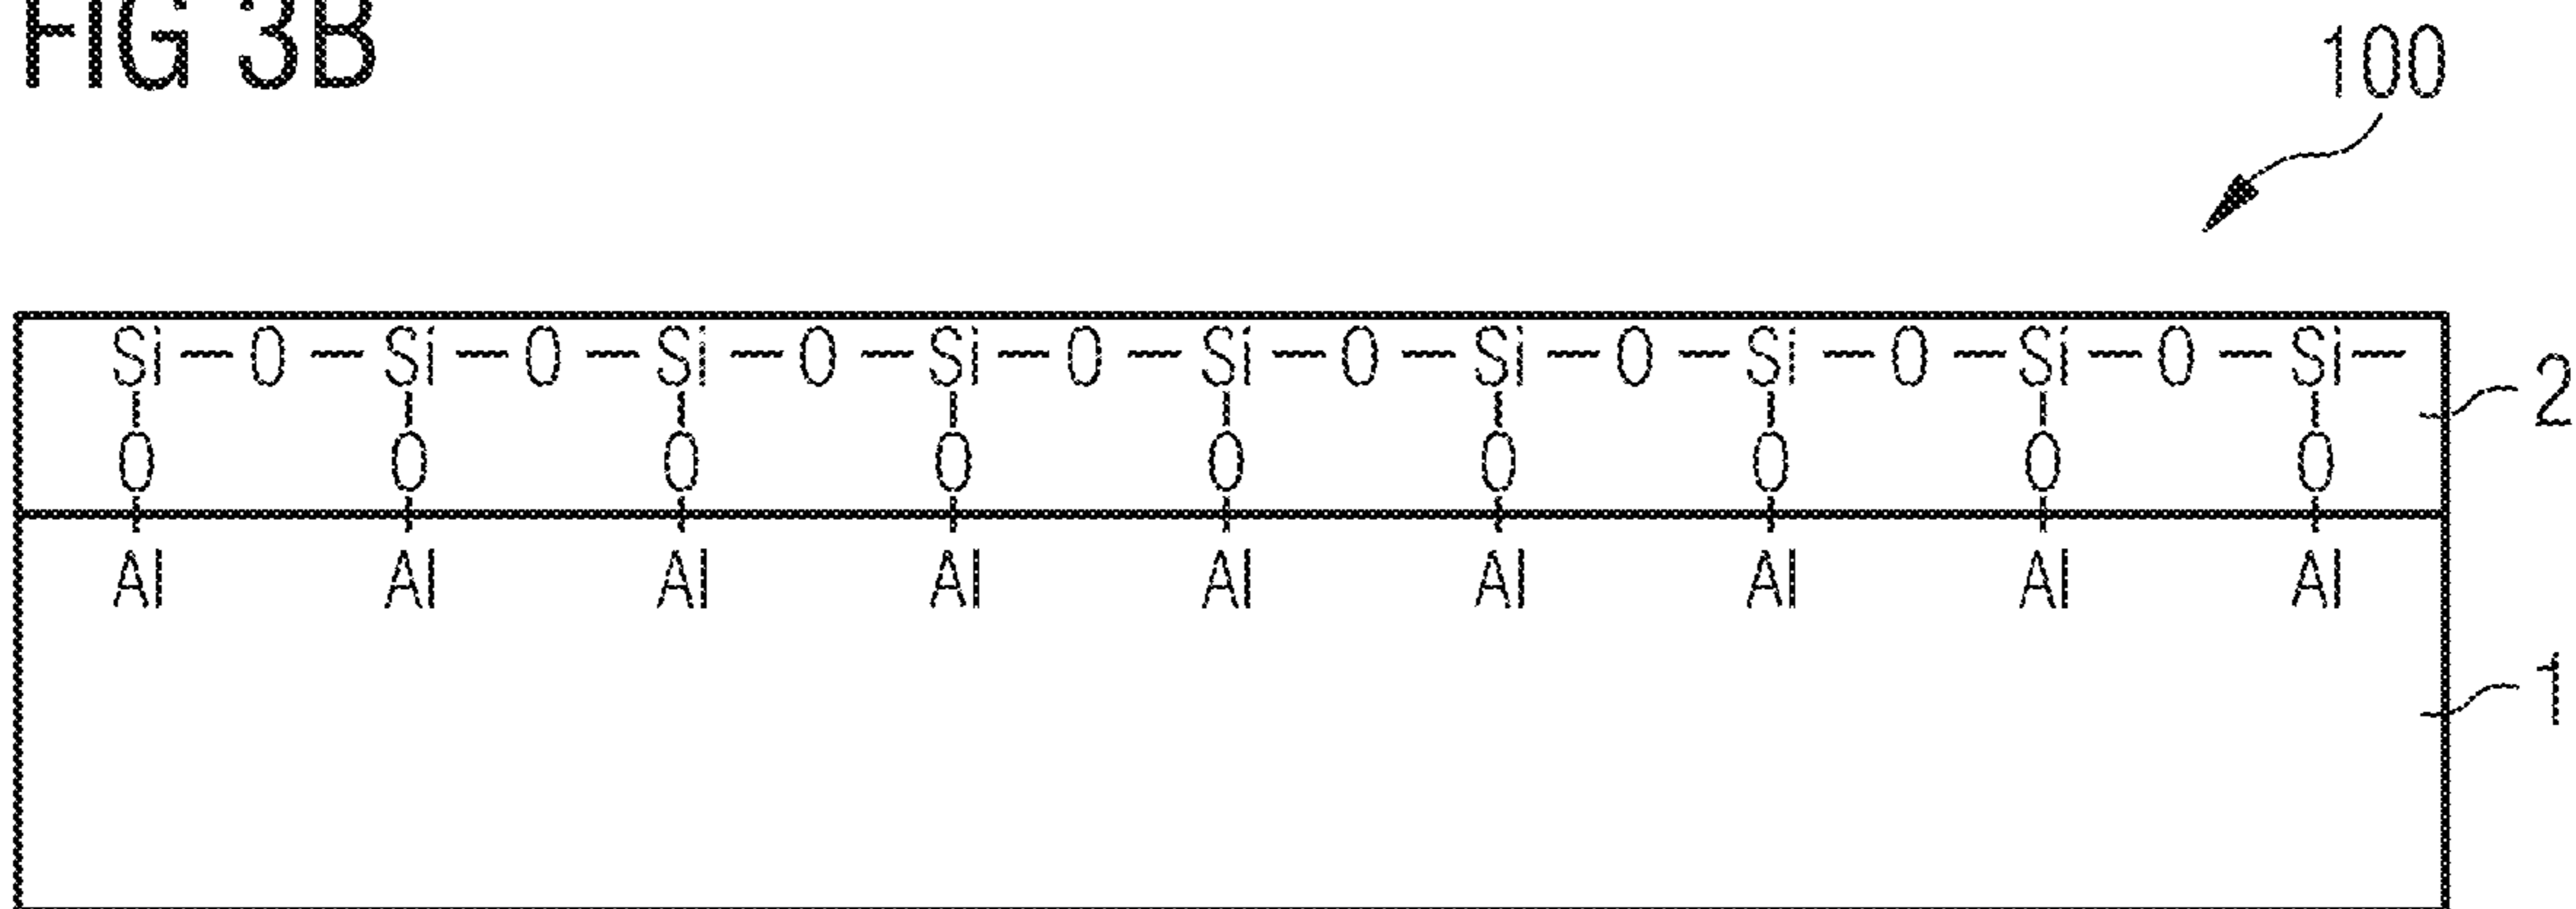 FIG 3B
100
Si — O — Si — O — Si — O — Si — O — Si — O — Si — O — Si — O — Si — O — Si —
2
O O O O O O O O O
Al Al Al Al Al Al Al Al Al
1